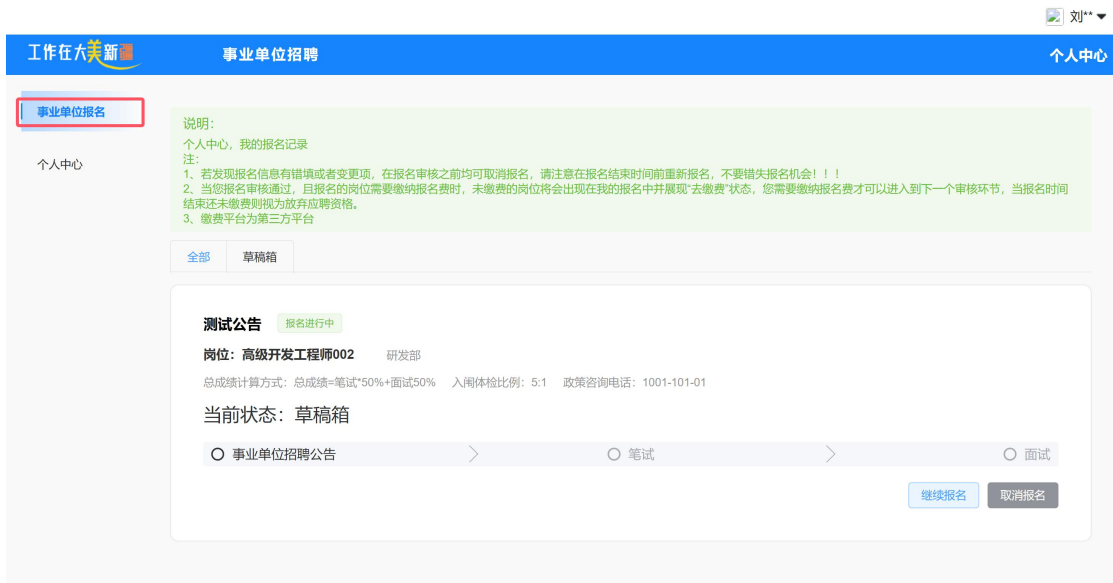 刘**
工作在大美新疆
事业单位招聘
个人中心
事业单位报名
个人中心
说明：
个人中心，我的报名记录
注：
1、若发现报名信息有错填或者变更项，在报名审核之前均可取消报名，请注意在报名结束时间前重新报名，不要错失报名机会！！！
2、当您报名审核通过，且报名的岗位需要缴纳报名费时，未缴费的岗位将会出现在我的报名中并展现“去缴费”状态，您需要缴纳报名费才可以进入到下一个审核环节，当报名时间
结束还未缴费则视为放弃应聘资格。
3、缴费平台为第三方平台
全部 草稿箱
测试公告 报名进行中
岗位：高级开发工程师002 研发部
总成绩计算方式：总成绩=笔试*50%+面试50% 入闱体检比例：5:1 政策咨询电话：1001-101-01
当前状态：草稿箱
事业单位招聘公告 笔试 面试
继续报名 取消报名